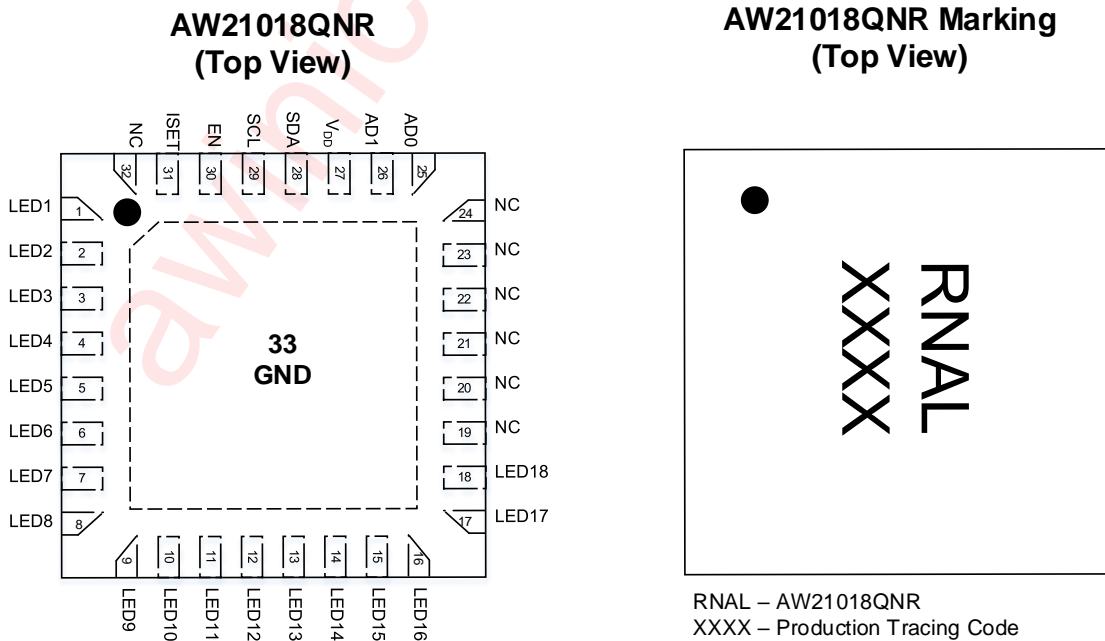 AW21018QNR
(Top View)
AW21018QNR Marking
(Top View)
NC
ISET
EN
SCL
SDA
VDD
AD1
AD0
32
31
30
29
28
27
26
25
LED1
1
24
NC
LED2
2
23
NC
LED3
3
22
NC
LED4
4
21
NC
LED5
5
20
NC
LED6
6
19
NC
LED7
7
18
LED18
LED8
8
17
LED17
33
GND
9
10
11
12
13
14
15
16
LED9
LED10
LED11
LED12
LED13
LED14
LED15
LED16
awinic
RNAL
XXXX
RNAL – AW21018QNR
XXXX – Production Tracing Code